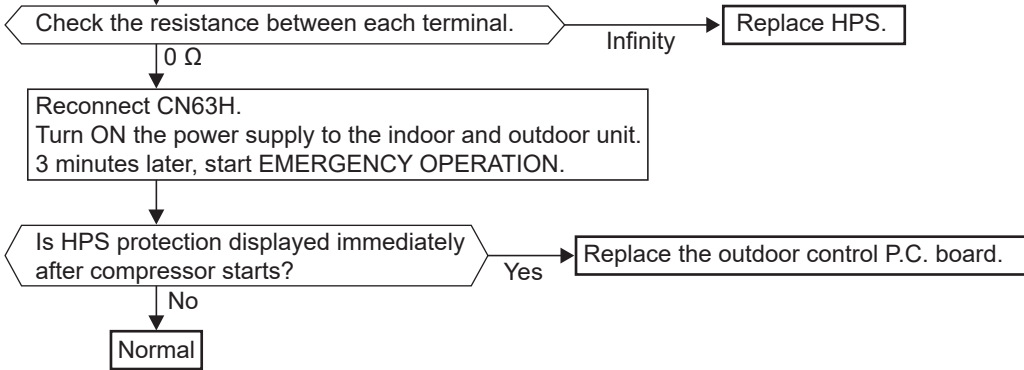 Check the resistance between each terminal.
Infinity
Replace HPS.
0 Ω
Reconnect CN63H.
Turn ON the power supply to the indoor and outdoor unit.
3 minutes later, start EMERGENCY OPERATION.
Is HPS protection displayed immediately
after compressor starts?
Yes
Replace the outdoor control P.C. board.
No
Normal